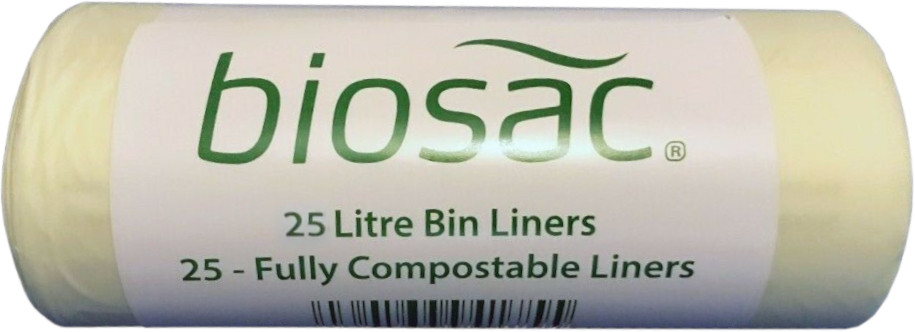 biosac®
25 Litre Bin Liners
25 - Fully Compostable Liners